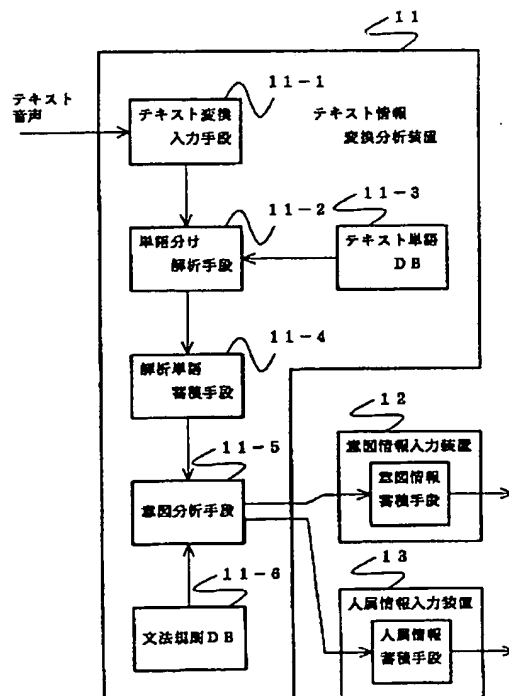 11
テキスト
音声
11-1
テキスト変換
入力手段
テキスト情報
変換分析装置
11-2
単語分け
解析手段
11-3
テキスト単語
DB
11-4
解析単語
蓄積手段
11-5
意図分析手段
12
意図情報入力装置
意図情報
蓄積手段
11-6
文法規則DB
13
人属情報入力装置
人属情報
蓄積手段